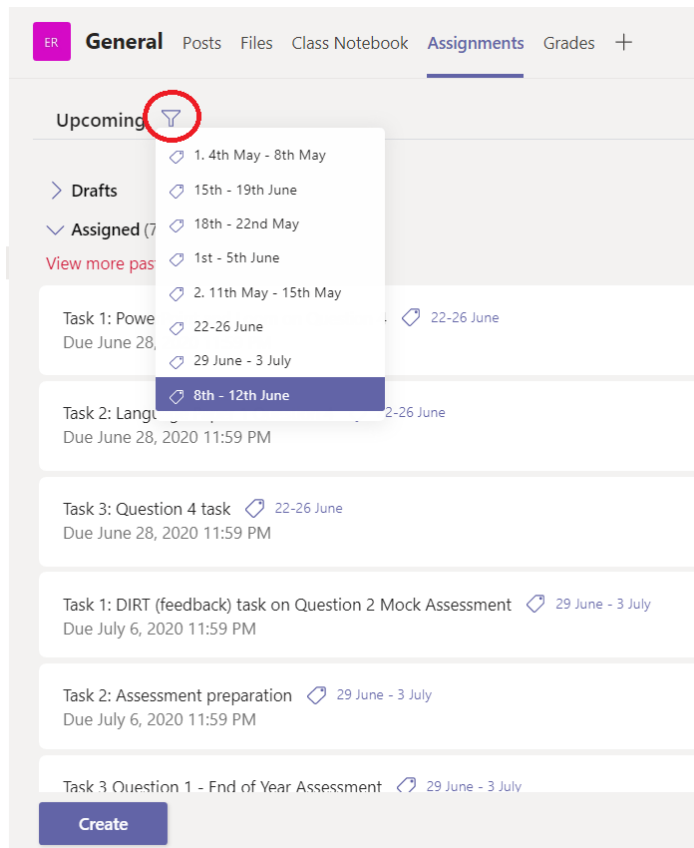 ER General Posts Files Class Notebook Assignments Grades +
Upcoming
1. 4th May - 8th May
15th - 19th June
18th - 22nd May
1st - 5th June
2. 11th May - 15th May
22-26 June
29 June - 3 July
8th - 12th June
Drafts
Assigned (7
View more pas
Task 1: Powe 22-26 June
Due June 28,
Task 2: Lang 2-26 June
Due June 28, 2020 11:59 PM
Task 3: Question 4 task 22-26 June
Due June 28, 2020 11:59 PM
Task 1: DIRT (feedback) task on Question 2 Mock Assessment 29 June - 3 July
Due July 6, 2020 11:59 PM
Task 2: Assessment preparation 29 June - 3 July
Due July 6, 2020 11:59 PM
Task 3 Question 1 - End of Year Assessment 29 June - 3 July
Create